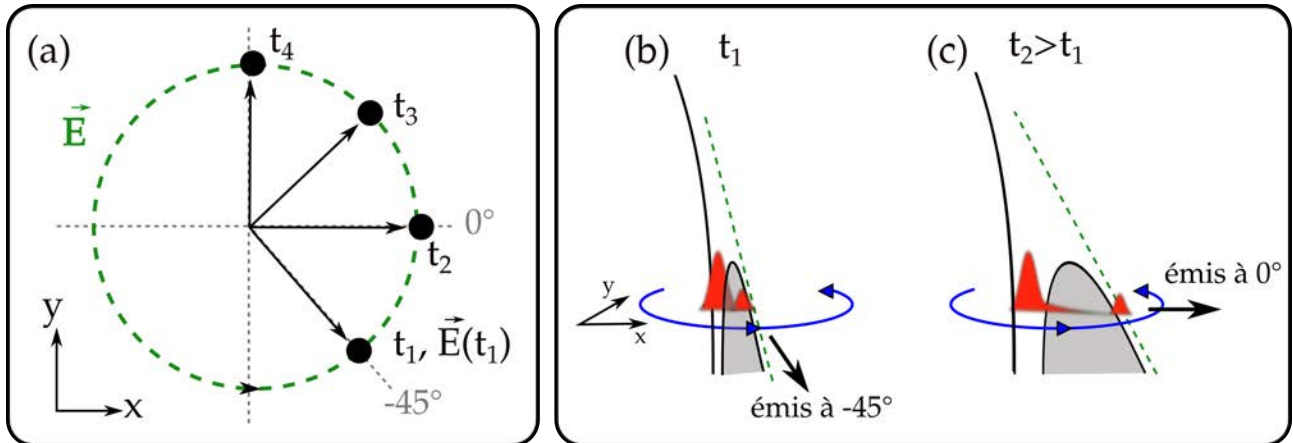 (a)
t₄
E⃗
t₃
0°
t₂
y
x
t₁, E⃗(t₁)
-45°
(b)
t₁
y
x
émis à -45°
(c)
t₂>t₁
émis à 0°